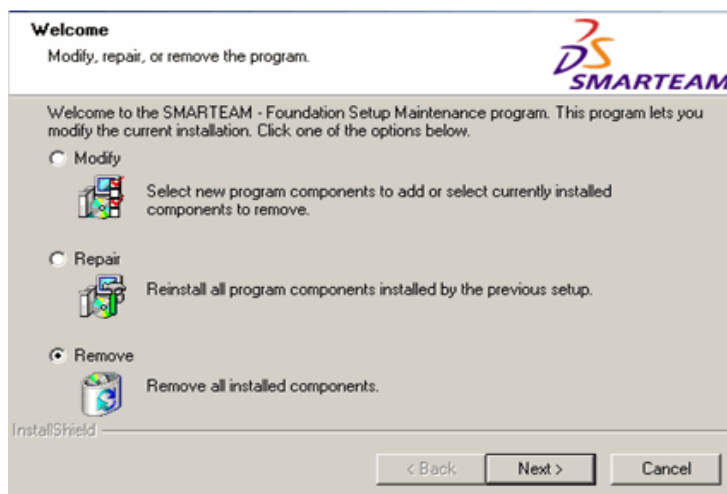 Welcome
Modify, repair, or remove the program.
SMARTEAM
Welcome to the SMARTEAM - Foundation Setup Maintenance program. This program lets you
modify the current installation. Click one of the options below.
Modify
Select new program components to add or select currently installed
components to remove.
Repair
Reinstall all program components installed by the previous setup.
Remove
Remove all installed components.
InstallShield
< Back Next > Cancel